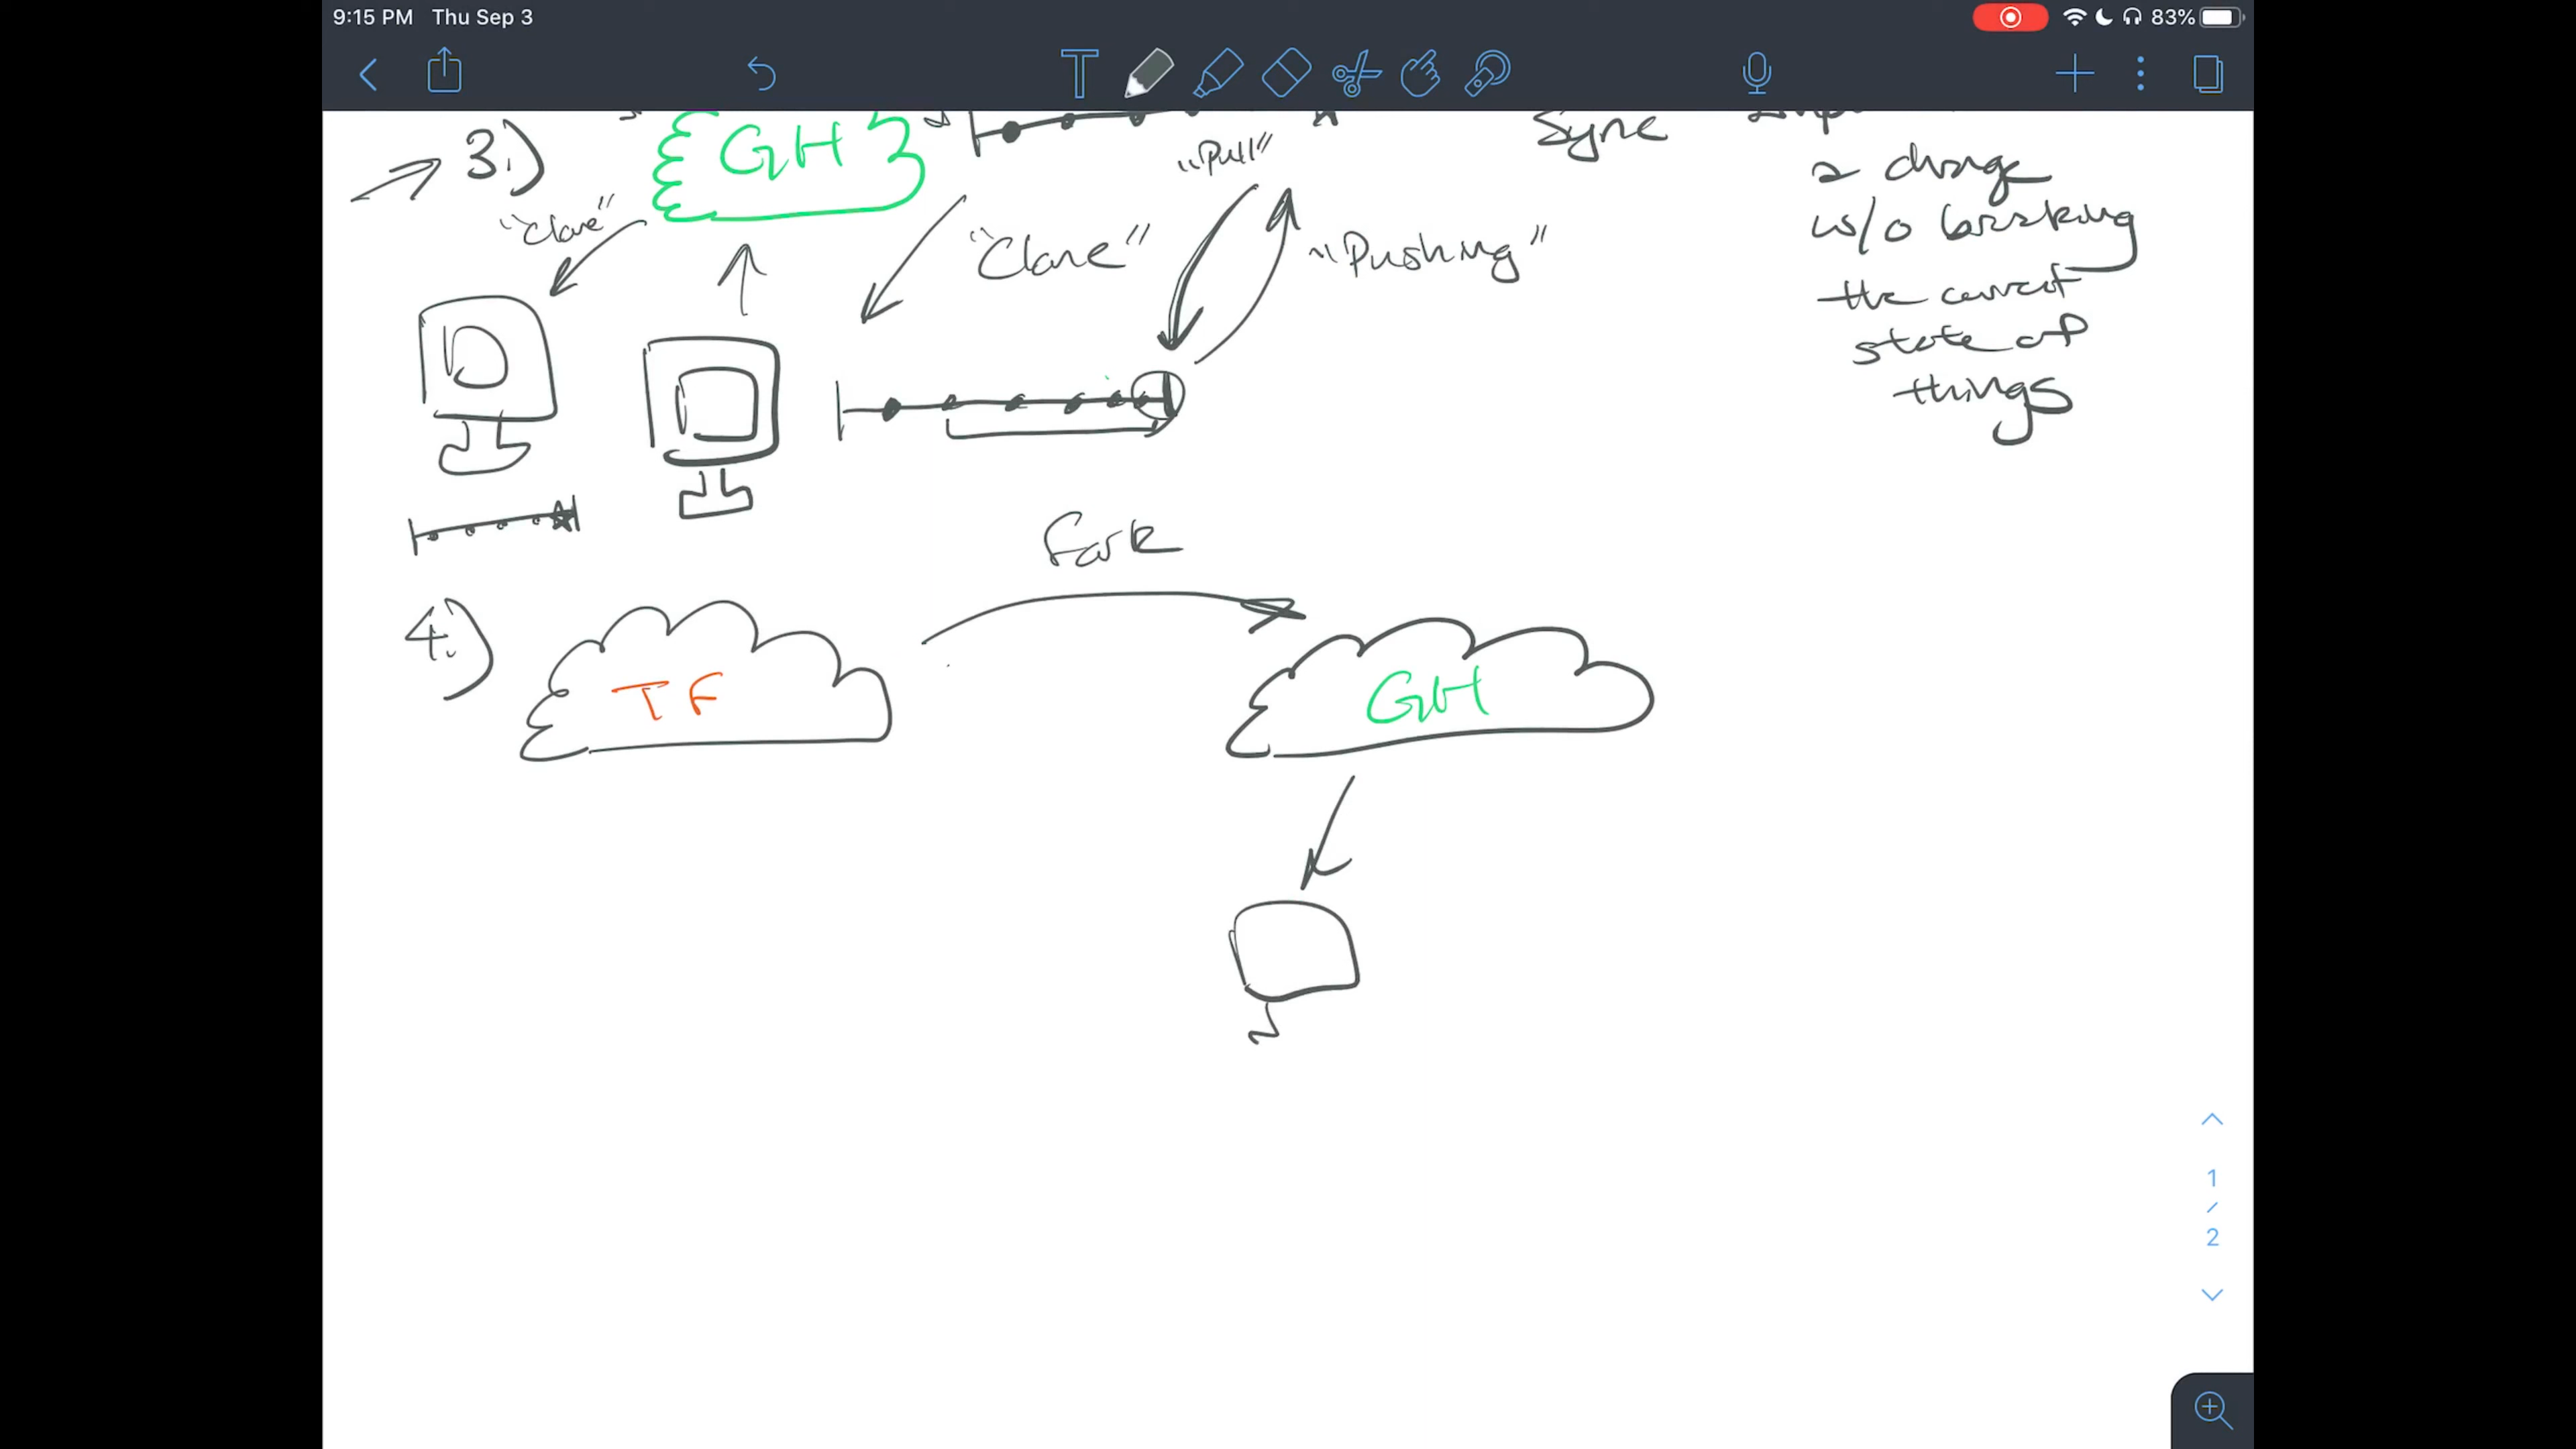 9:15 PM Thu Sep 3
83%
T
3.)
GH
"Pull"
Sync
"Clone"
"Clone"
"Pushing"
a change
w/o breaking
the current
state of
things
Fork
4.)
TF
GH
1
/
2